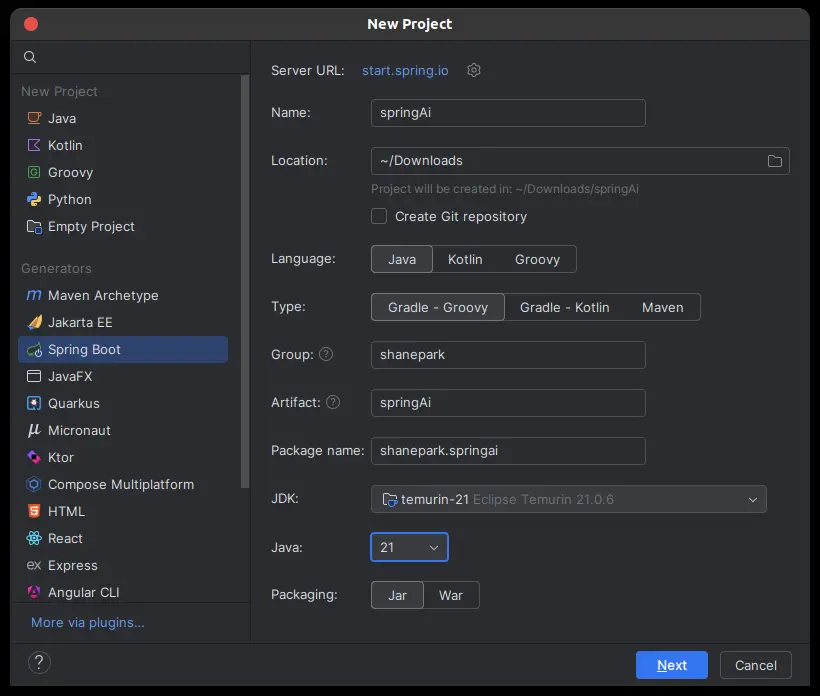 New Project
New Project
Java
Kotlin
Groovy
Python
Empty Project
Generators
Maven Archetype
Jakarta EE
Spring Boot
JavaFX
Quarkus
Micronaut
Ktor
Compose Multiplatform
HTML
React
Express
Angular CLI
More via plugins...
Server URL: start.spring.io
Name: springAi
Location: ~/Downloads
Project will be created in: ~/Downloads/springAi
Create Git repository
Language: Java Kotlin Groovy
Type: Gradle - Groovy Gradle - Kotlin Maven
Group: ? shanepark
Artifact: ? springAi
Package name: shanepark.springai
JDK: temurin-21 Eclipse Temurin 21.0.6
Java: 21
Packaging: Jar War
? Next Cancel